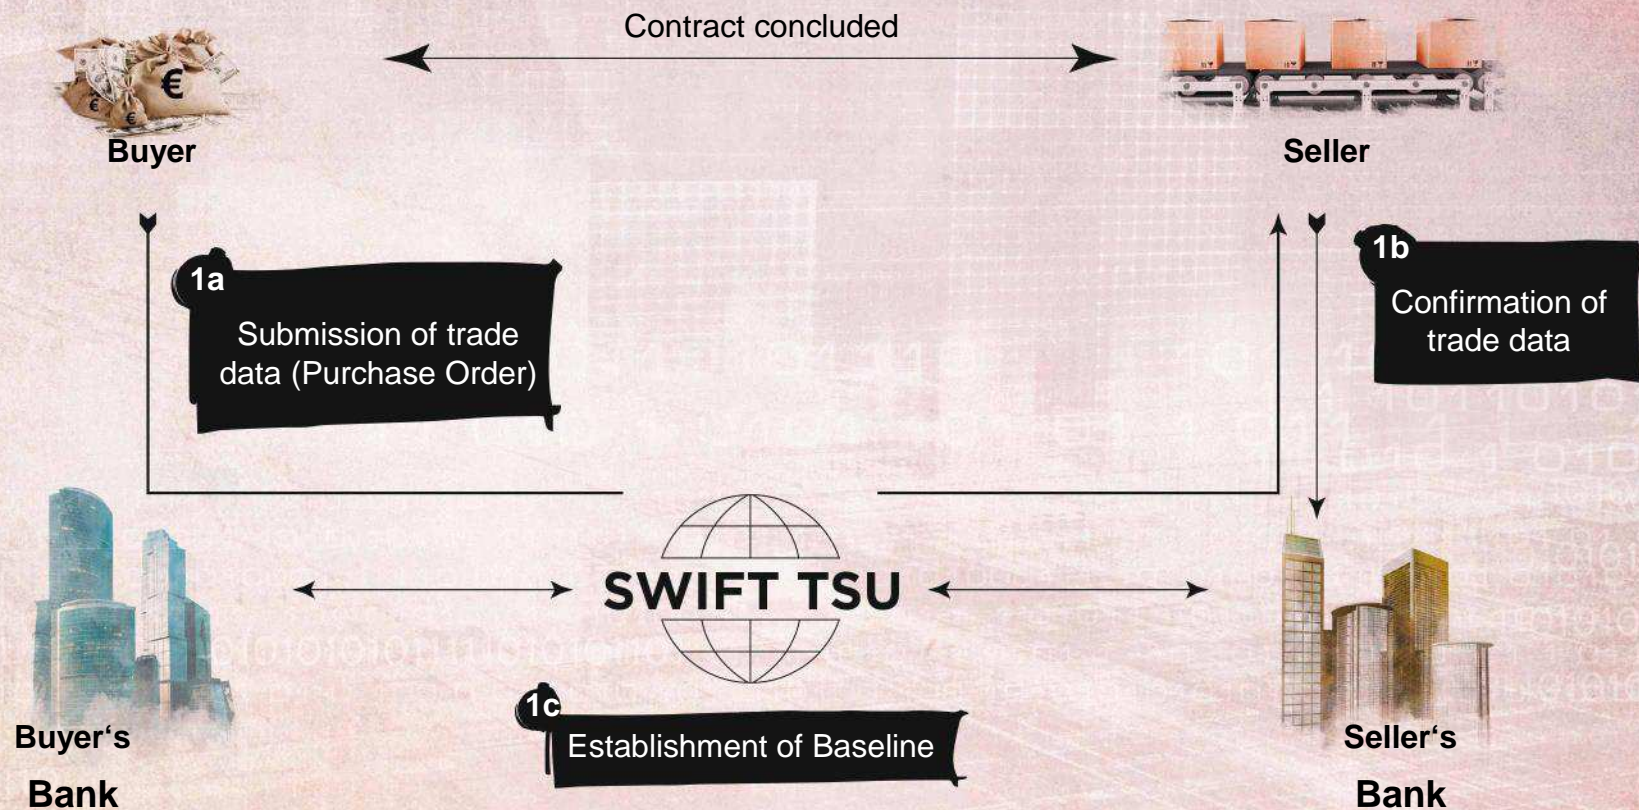 Contract concluded
Buyer
Seller
1a
Submission of trade
data (Purchase Order)
1b
Confirmation of
trade data
SWIFT TSU
1c
Establishment of Baseline
Buyer‘s
Bank
Seller‘s
Bank